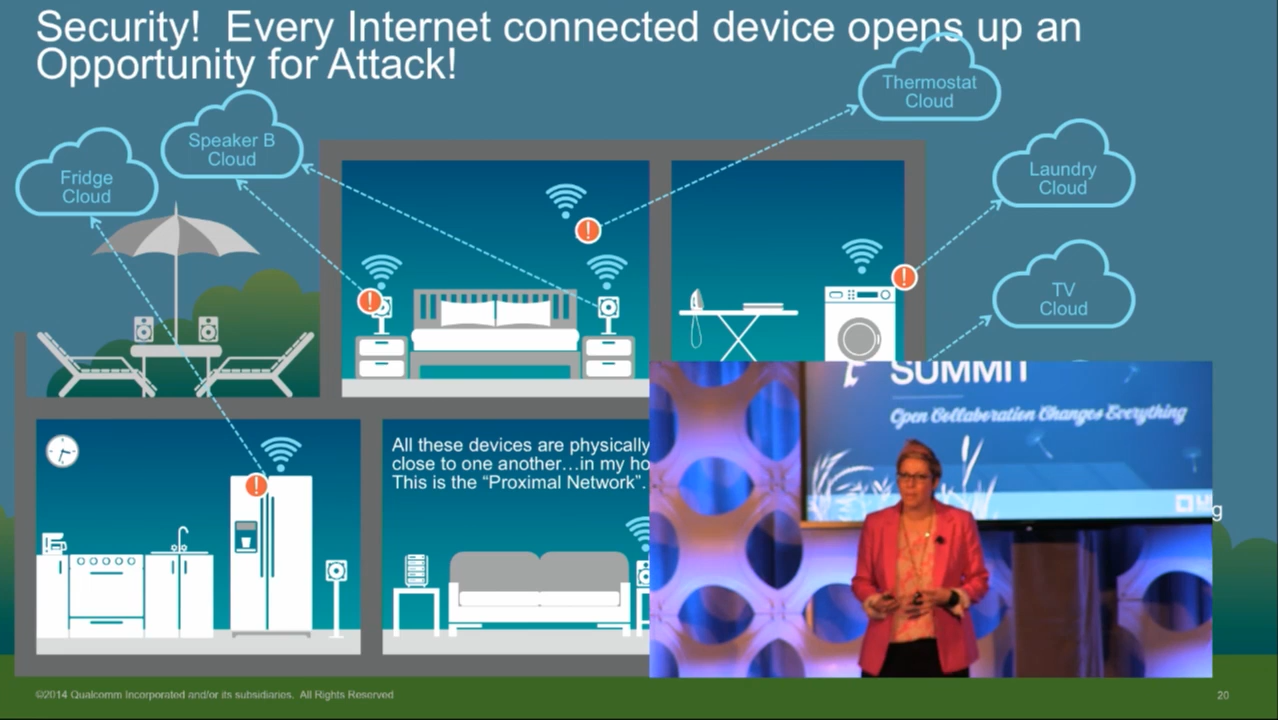 Security! Every Internet connected device opens up an
Opportunity for Attack!
Thermostat
Cloud
Speaker B
Cloud
Fridge
Cloud
Laundry
Cloud
TV
Cloud
All these devices are physically
close to one another…in my ho
This is the “Proximal Network”.
SUMMIT
Open Collaboration Changes Everything
g
©2014 Qualcomm Incorporated and/or its subsidiaries. All Rights Reserved
20